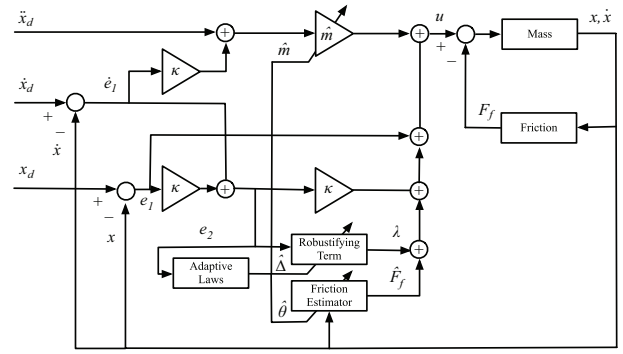 ẍ_d
κ
m̂
m̂
u
+
−
Mass
x, ẋ
ẋ_d
ė_1
+
−
ẋ
F_f
Friction
x_d
+
−
x
e_1
κ
+
κ
+
+
+
+
+
e_2
Adaptive
Laws
Δ̂
Robustifying
Term
λ
θ̂
Friction
Estimator
F̂_f
+